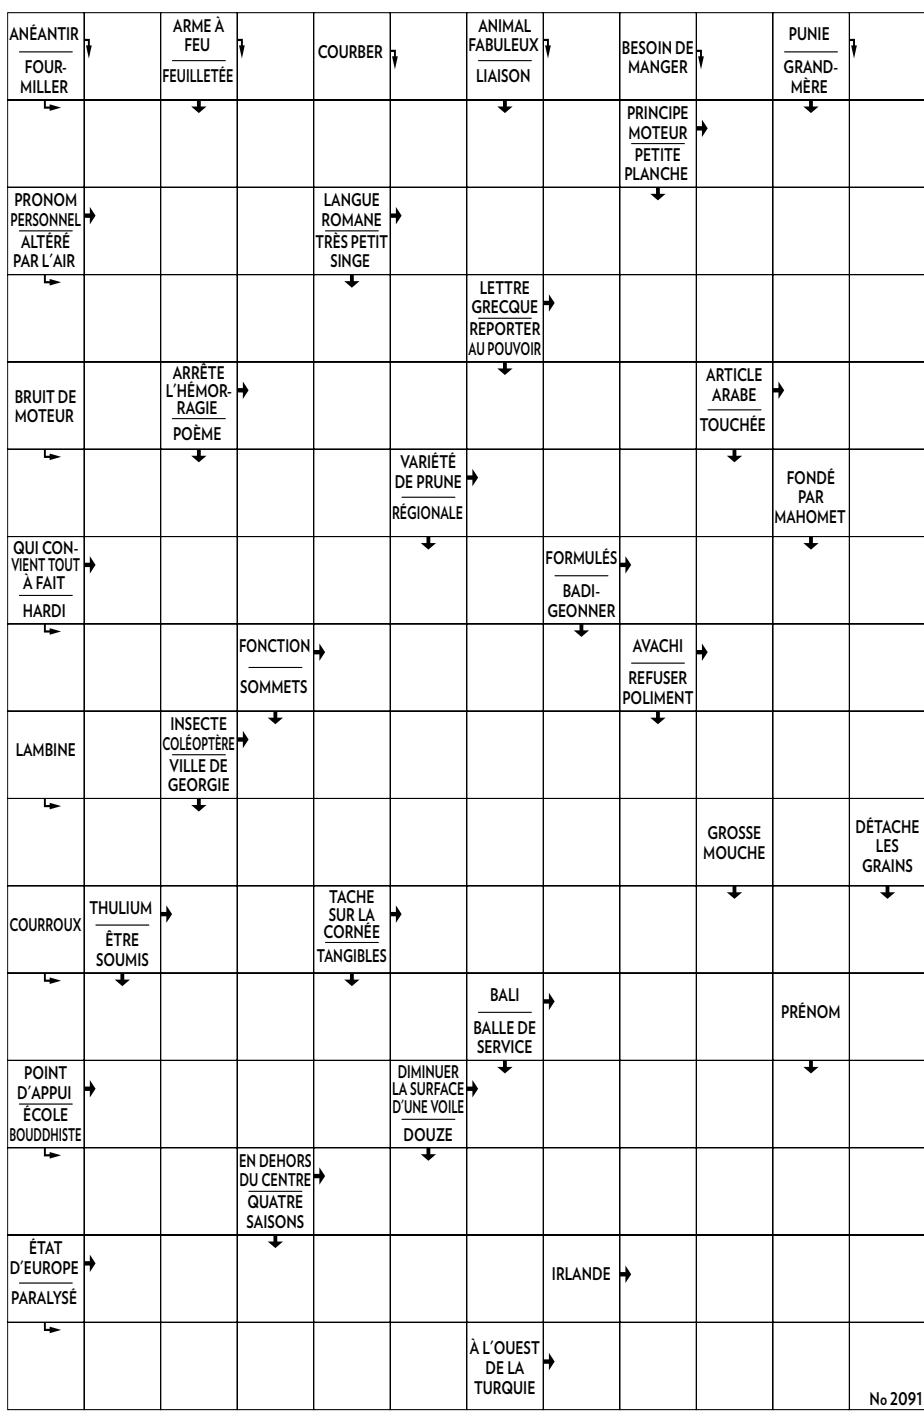 ANÉANTIR
FOUR-
MILLER
ARME À
FEU
FEUILLETÉE
COURBER
ANIMAL
FABULEUX
LIAISON
BESOIN DE
MANGER
PUNIE
GRAND-
MÈRE
PRINCIPE
MOTEUR
PETITE
PLANCHE
PRONOM
PERSONNEL
ALTÉRÉ
PAR L'AIR
LANGUE
ROMANE
TRÈS PETIT
SINGE
LETTRE
GRECQUE
REPORTER
AU POUVOIR
BRUIT DE
MOTEUR
ARRÊTE
L'HÉMOR-
RAGIE
POÈME
ARTICLE
ARABE
TOUCHÉE
VARIÉTÉ
DE PRUNE
RÉGIONALE
FONDÉ
PAR
MAHOMET
QUI CON-
VIENT TOUT
À FAIT
HARDI
FORMULÉS
BADI-
GEONNER
FONCTION
SOMMETS
AVACHI
REFUSER
POLIMENT
LAMBINE
INSECTE
COLÉOPTÈRE
VILLE DE
GEORGIE
GROSSE
MOUCHE
DÉTACHE
LES
GRAINS
COURROUX
THULIUM
ÊTRE
SOUMIS
TACHE
SUR LA
CORNÉE
TANGIBLES
BALI
BALLE DE
SERVICE
PRÉNOM
POINT
D'APPUI
ÉCOLE
BOUDDHISTE
DIMINUER
LA SURFACE
D'UNE VOILE
DOUZE
EN DEHORS
DU CENTRE
QUATRE
SAISONS
ÉTAT
D'EUROPE
PARALYSÉ
IRLANDE
À L'OUEST
DE LA
TURQUIE
No 2091